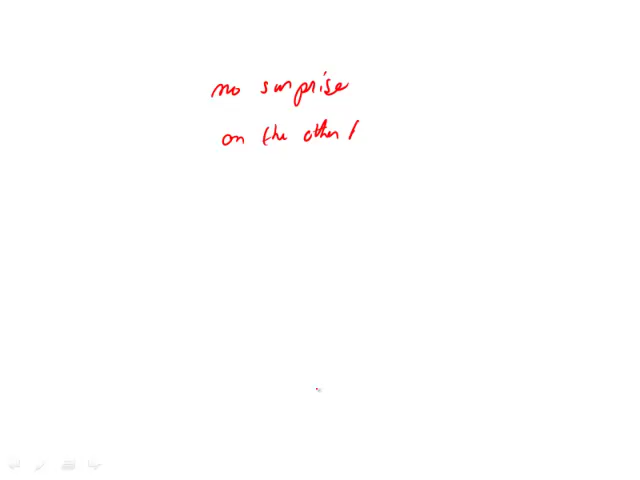 no surprise
on the other